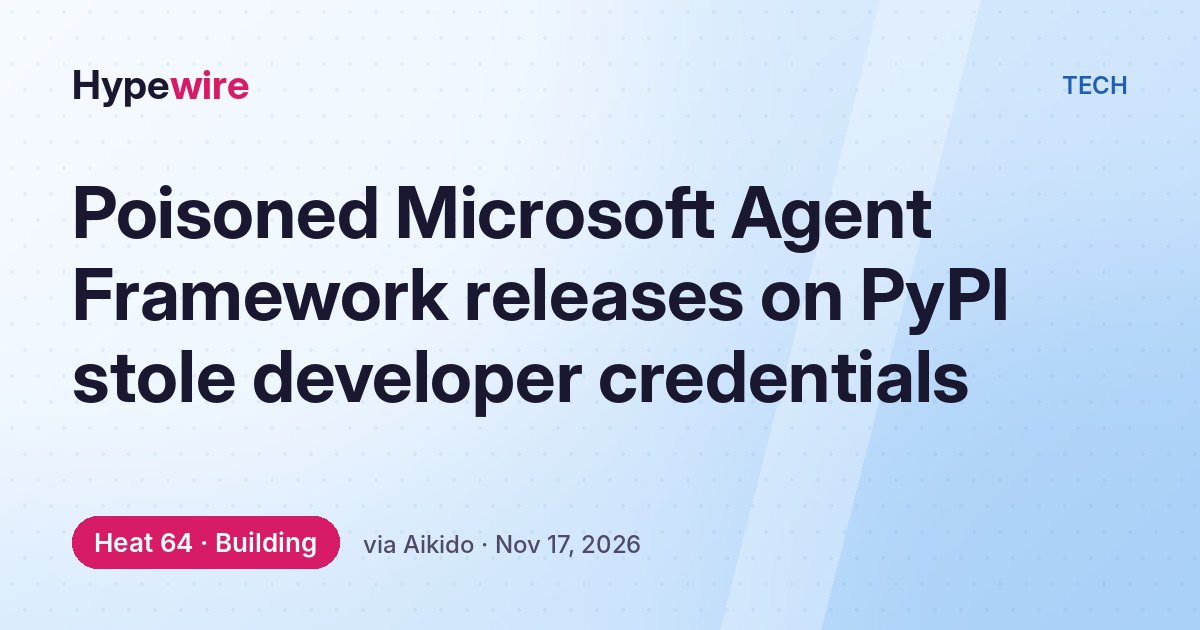 Hypewire
TECH
Poisoned Microsoft Agent
Framework releases on PyPI
stole developer credentials
Heat 64 · Building
via Aikido · Nov 17, 2026